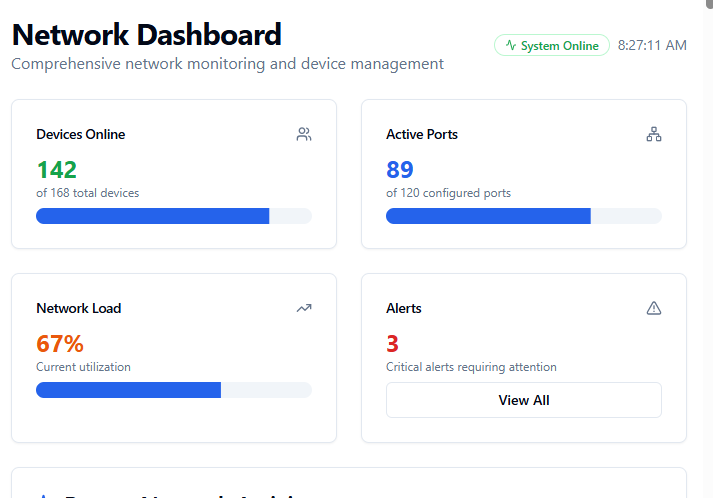 Network Dashboard
Comprehensive network monitoring and device management
System Online 8:27:11 AM
Devices Online
142
of 168 total devices
Active Ports
89
of 120 configured ports
Network Load
67%
Current utilization
Alerts
3
Critical alerts requiring attention
View All